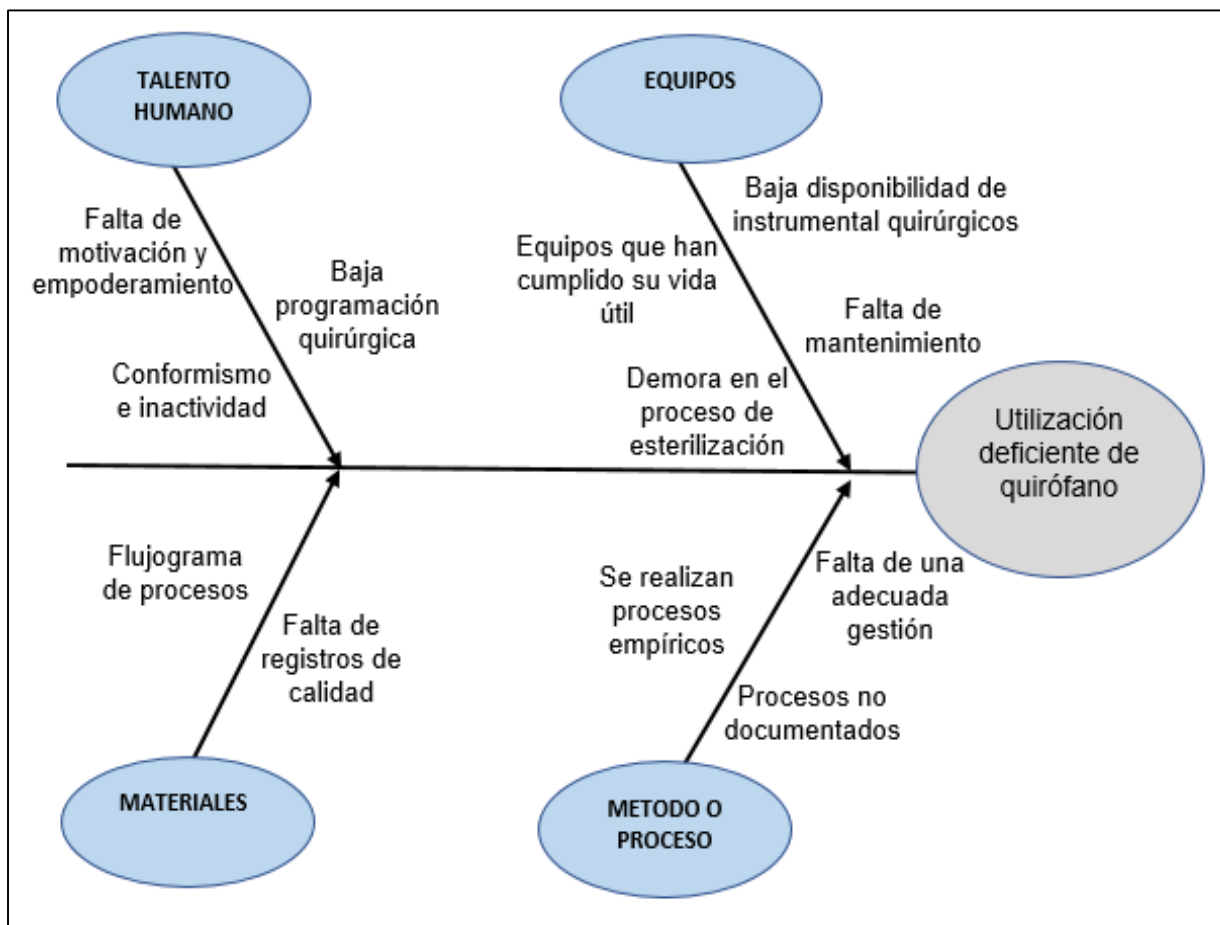 TALENTO
HUMANO
EQUIPOS
Falta de
motivación y
empoderamiento
Baja
programación
quirúrgica
Conformismo
e inactividad
Baja disponibilidad de
instrumental quirúrgicos
Equipos que han
cumplido su vida
útil
Falta de
mantenimiento
Demora en el
proceso de
esterilización
Utilización
deficiente de
quirófano
Flujograma
de procesos
Falta de
registros de
calidad
Se realizan
procesos
empíricos
Falta de una
adecuada
gestión
Procesos no
documentados
MATERIALES
METODO O
PROCESO